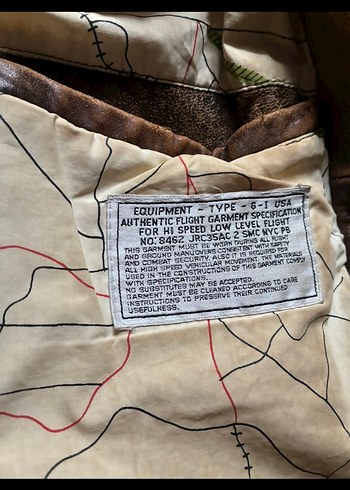 EQUIPMENT - TYPE - 6-1 USA
AUTHENTIC FLIGHT GARMENT SPECIFICATION
FOR HI SPEED LOW LEVEL FLIGHT
NO: 8462 JRC35AC 2 SMC NYC PB
THIS GARMENT MUST BE WORN DURING ALL FLIGHT
AND GROUND MANUOVERS CONSISTENT WITH SAFETY
AND COMBAT SECURITY. ALSO IT IS REQUIRED FOR
ALL HIGH SPEED VEHICULAR MOVEMENT. THE MATERIALS
USED IN THE CONSTRUCTIONS OF THIS GARMENT COMPLY
WITH SPECIFICATIONS.
NO SUBSTITUTES MAY BE ACCEPTED.
GARMENT MUST BE CLEANED ACCORDING TO CARE
INSTRUCTIONS TO PRESERVE THEIR CONTINUED
USEFULNESS.